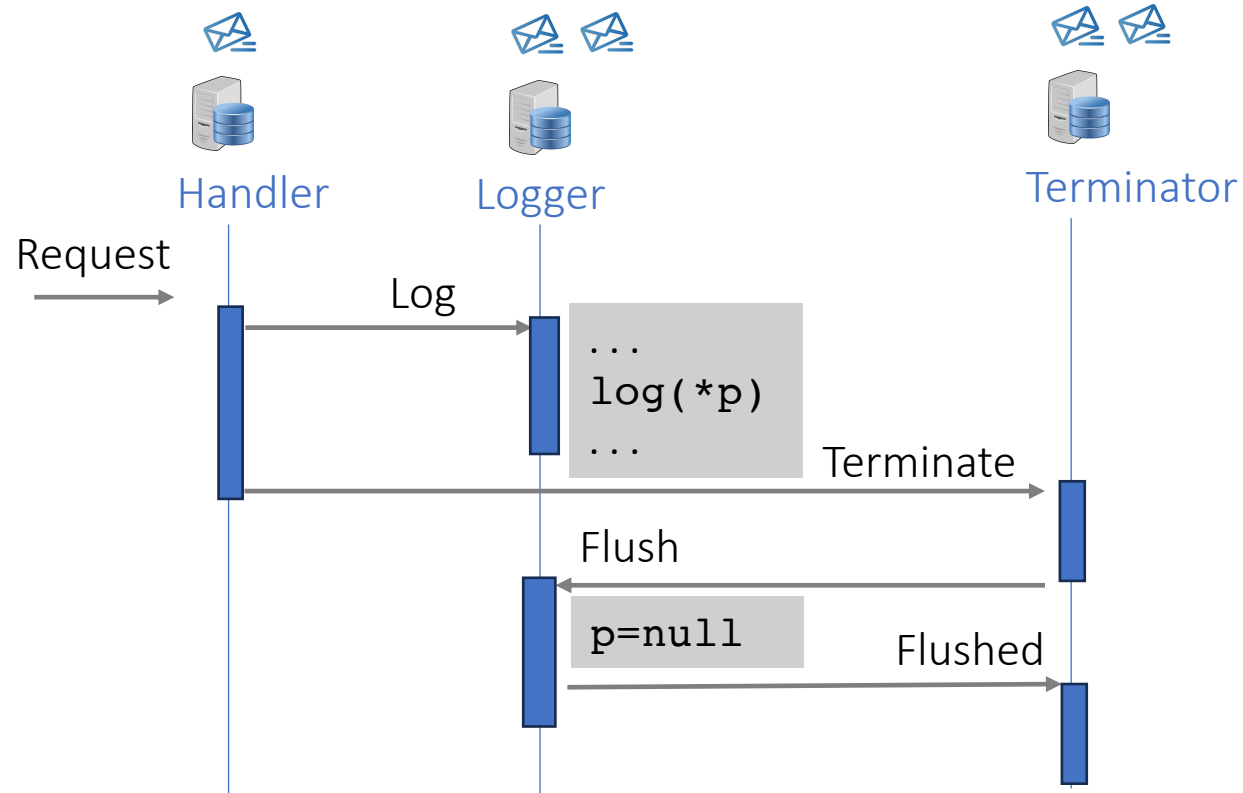 Handler
Logger
Terminator
Request
Log
...
log(*p)
...
Terminate
Flush
p=null
Flushed